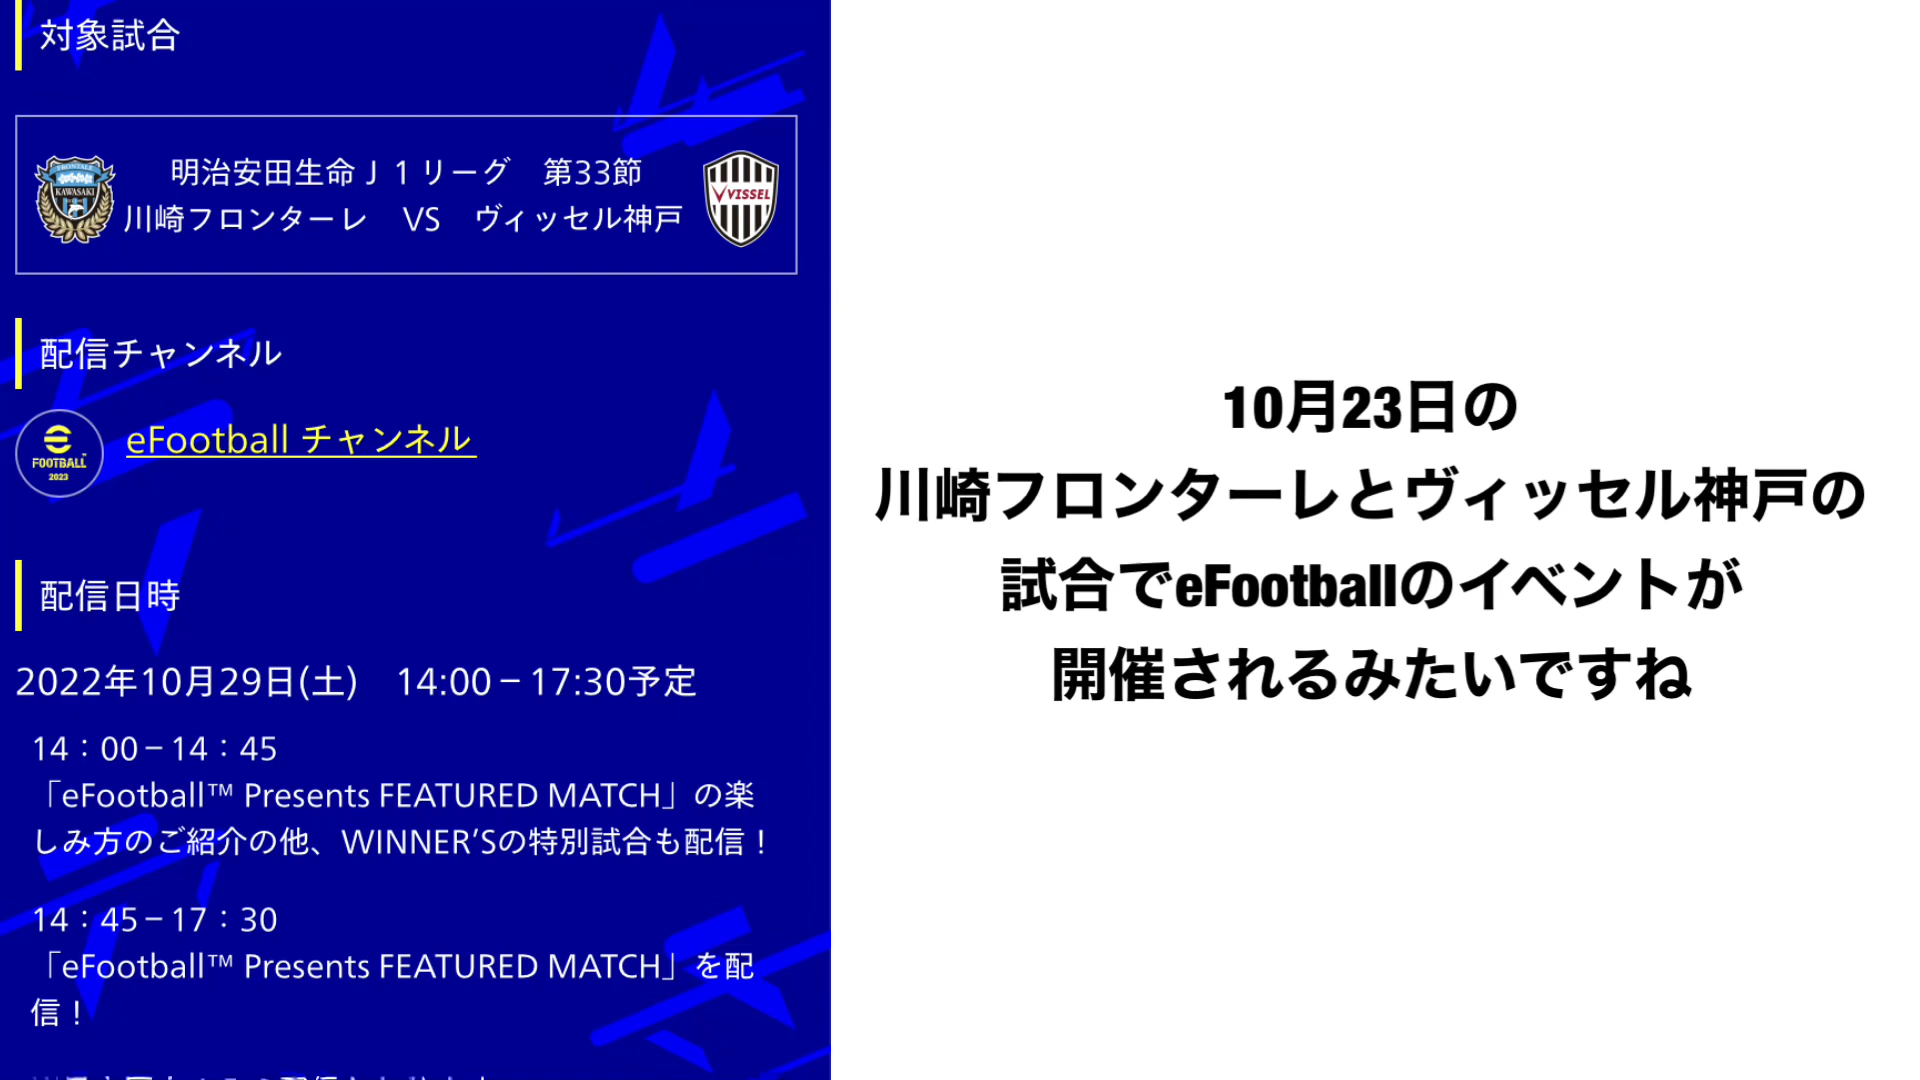 対象試合
FRONTALE
KAWASAKI
明治安田生命Ｊ１リーグ　第33節
川崎フロンターレ　VS　ヴィッセル神戸
VISSEL
配信チャンネル
FOOTBALL™
2023
eFootball チャンネル
配信日時
2022年10月29日(土)　14:00－17:30予定
14：00－14：45
「eFootball™ Presents FEATURED MATCH」の楽
しみ方のご紹介の他、WINNER’Sの特別試合も配信！
14：45－17：30
「eFootball™ Presents FEATURED MATCH」を配
信！
10月23日の
川崎フロンターレとヴィッセル神戸の
試合でeFootballのイベントが
開催されるみたいですね